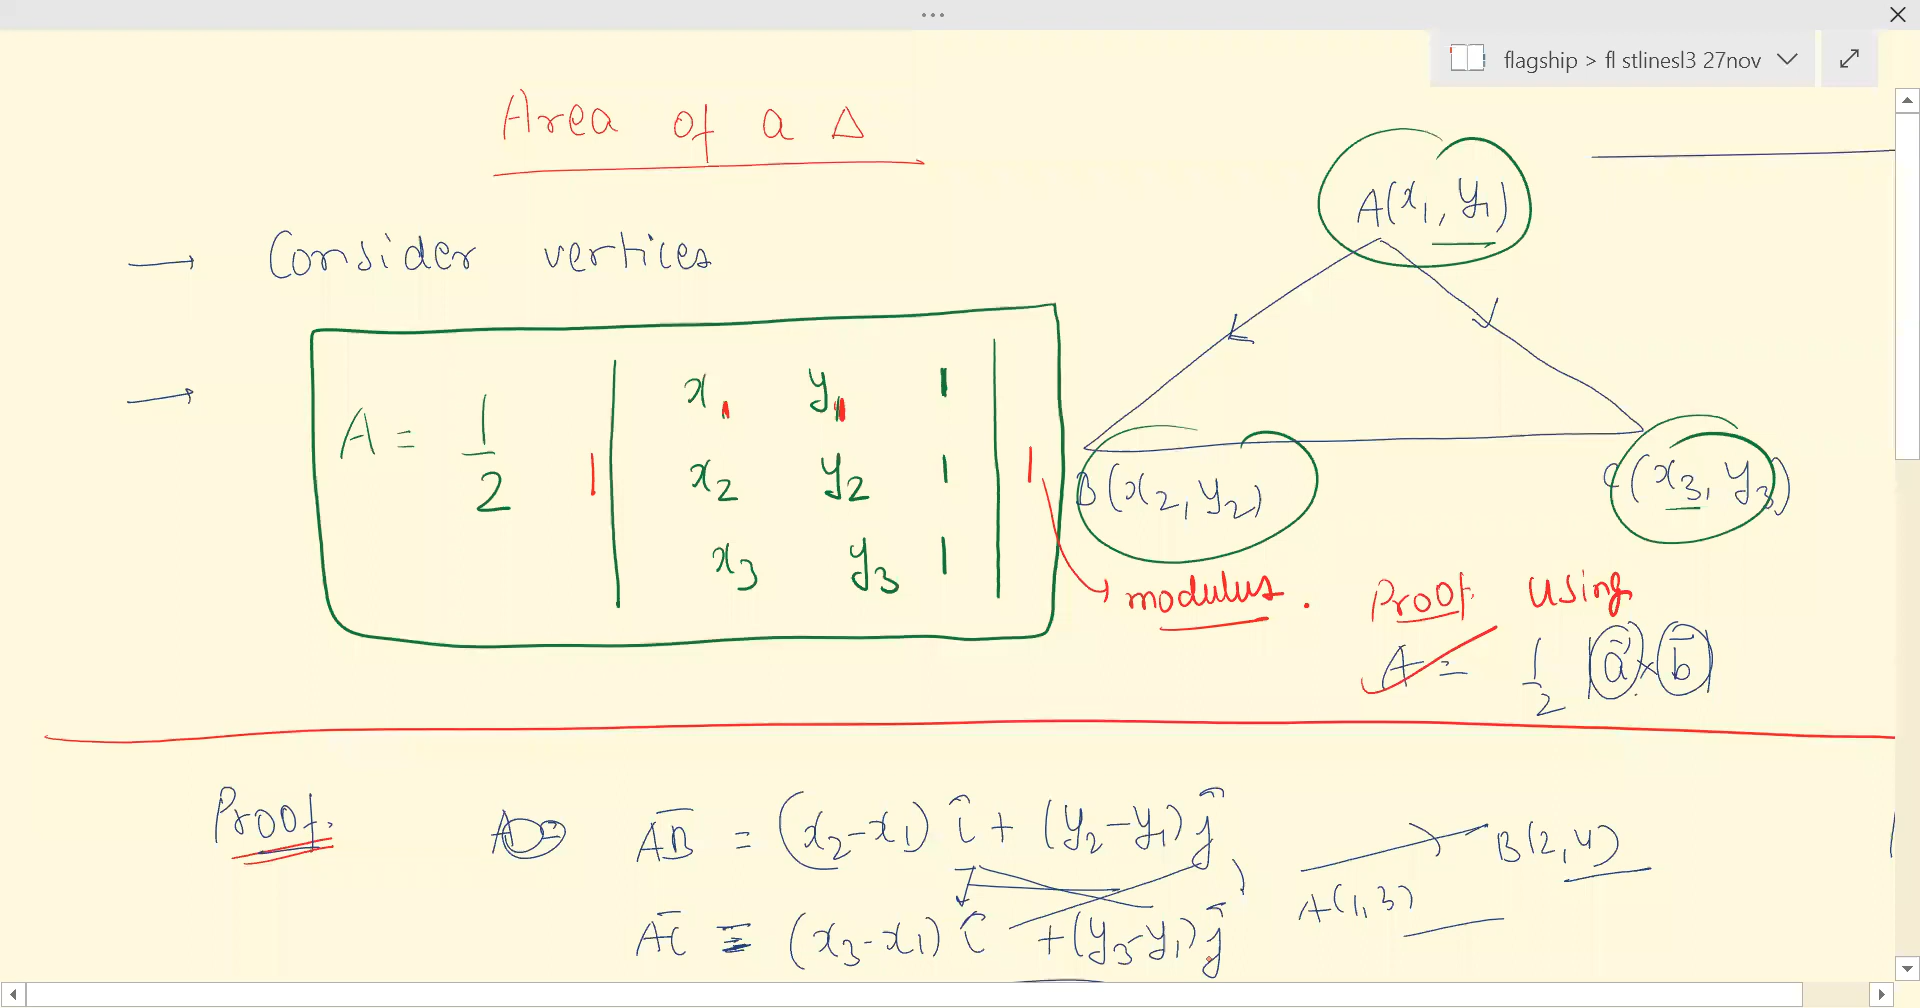 flagship > fl stlinesl3 27nov
Area of a Δ
A(x₁, y₁)
→ Consider vertices
→ A = 1/2 | | x₁ y₁ 1 |
| x₂ y₂ 1 |
| x₃ y₃ 1 | |
B(x₂, y₂)
C(x₃, y₃)
→ modulus.
Proof Using
A = 1/2 |a⃗ × b̄|
Proof.
AB̄ = (x₂-x₁) î + (y₂-y₁) ĵ
B(2,4)
A(1,3)
AC̄ = (x₃-x₁) î + (y₃-y₁) ĵ